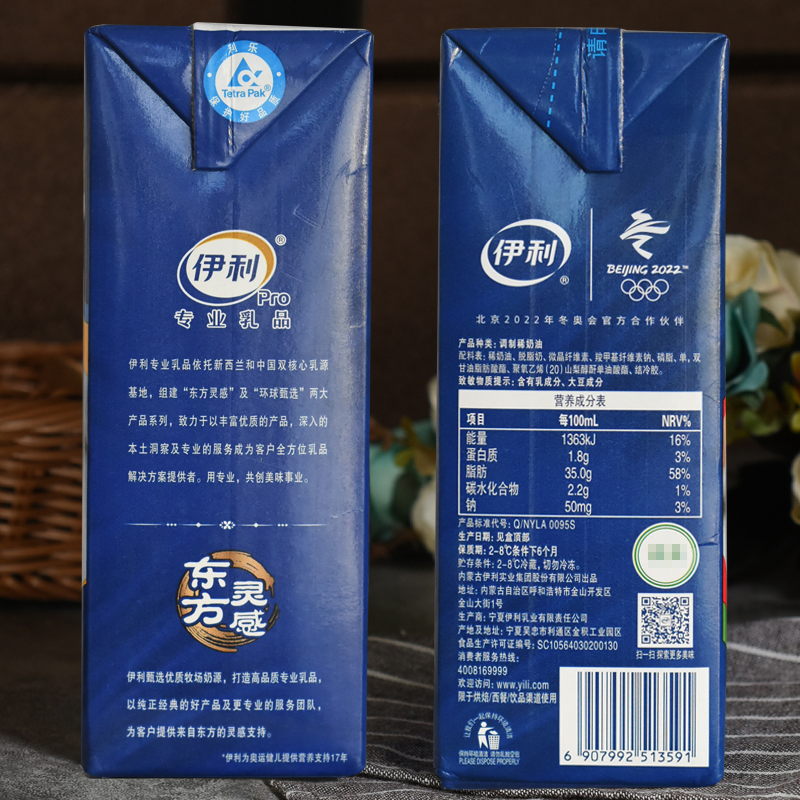 利乐
Tetra Pak®
保护好品质
伊利®
Pro
专业乳品
伊利专业乳品依托新西兰和中国双核心乳源
基地，组建“东方灵感”及“环球甄选”两大
产品系列，致力于以丰富优质的产品，深入的
本土洞察及专业的服务成为客户全方位乳品
解决方案提供者。用专业，共创美味事业。
东方灵感
伊利甄选优质牧场奶源，打造高品质专业乳品，
以纯正经典的好产品及更专业的服务团队，
为客户提供来自东方的灵感支持。
*伊利为奥运健儿提供营养支持17年
伊利®
BEIJING 2022™
北京2022年冬奥会官方合作伙伴
产品种类：调制稀奶油
配料表：稀奶油、脱脂奶、微晶纤维素、羧甲基纤维素钠、磷脂、单，双
甘油脂肪酸酯、聚氧乙烯(20)山梨醇酐单油酸酯、结冷胶。
致敏物质提示：含有乳成分、大豆成分
营养成分表
项目 每100mL NRV%
能量 1363kJ 16%
蛋白质 1.8g 3%
脂肪 35.0g 58%
碳水化合物 2.2g 1%
钠 50mg 3%
产品标准代号：Q/NYLA 0095S
生产日期：见盒顶部
保质期：2-8℃条件下6个月
贮存条件：2-8℃冷藏，切勿冷冻。
内蒙古伊利实业集团股份有限公司出品
地址：内蒙古自治区呼和浩特市金山开发区
金山大街1号
生产商：宁夏伊利乳业有限责任公司
产地及地址：宁夏吴忠市利通区金积工业园区
食品生产许可证编号：SC10564030200130
消费者服务热线：
4008169999
欢迎访问：www.yili.com
限于烘焙/西餐/饮品渠道使用
扫一扫 探索更多美味
让我们一起保持环境清洁
保持环境清洁 请勿乱抛空包
PLEASE DISPOSE PROPERLY
6 907992 513591